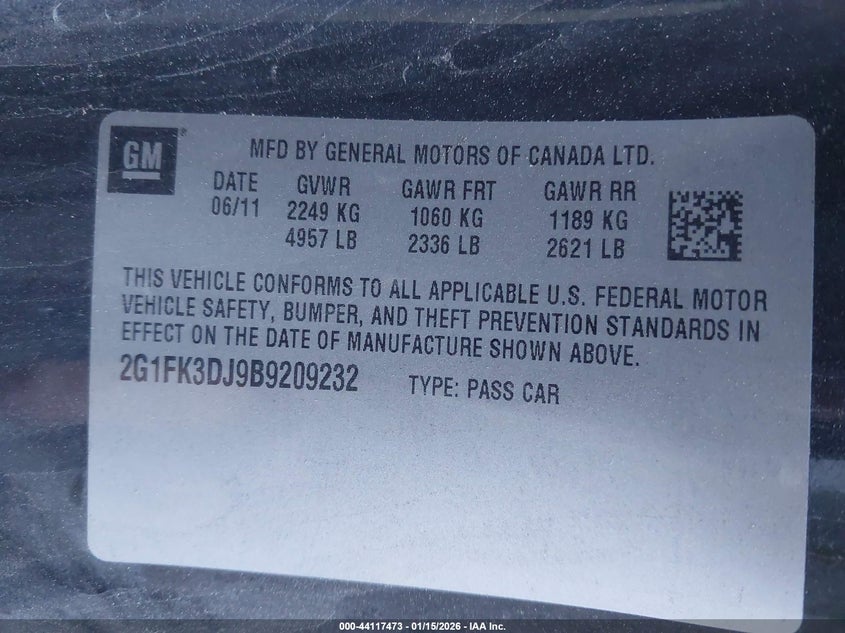 GM ®
MFD BY GENERAL MOTORS OF CANADA LTD.
DATE GVWR GAWR FRT GAWR RR
06/11 2249 KG 1060 KG 1189 KG
4957 LB 2336 LB 2621 LB
THIS VEHICLE CONFORMS TO ALL APPLICABLE U.S. FEDERAL MOTOR
VEHICLE SAFETY, BUMPER, AND THEFT PREVENTION STANDARDS IN
EFFECT ON THE DATE OF MANUFACTURE SHOWN ABOVE.
2G1FK3DJ9B9209232 TYPE: PASS CAR
000-44117473 — 01/15/2026 — IAA Inc.